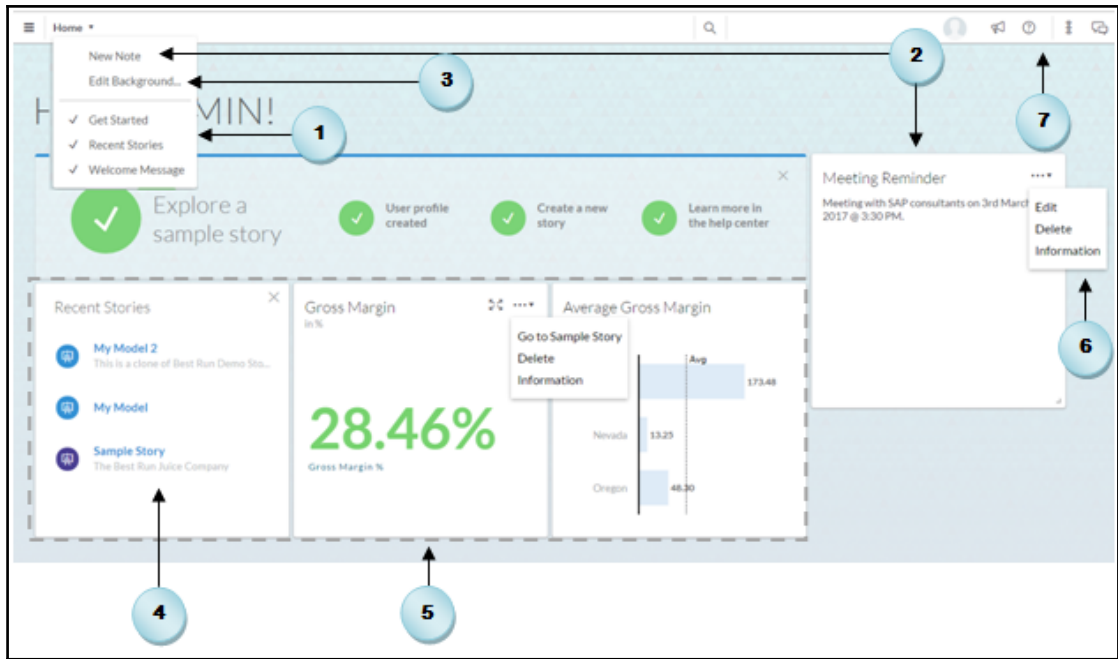 Home
New Note
Edit Background...
Get Started
Recent Stories
Welcome Message
H MIN!
2
3
1
7
Explore a
sample story
User profile
created
Create a new
story
Learn more in
the help center
Meeting Reminder
Meeting with SAP consultants on 3rd March
2017 @ 3:30 PM.
Edit
Delete
Information
6
Recent Stories
My Model 2
This is a clone of Best Run Demo Sto...
My Model
Sample Story
The Best Run Juice Company
Gross Margin
in %
Go to Sample Story
Delete
Information
28.46%
Gross Margin %
Average Gross Margin
Avg
173.48
Nevada 13.25
Oregon 48.30
4
5